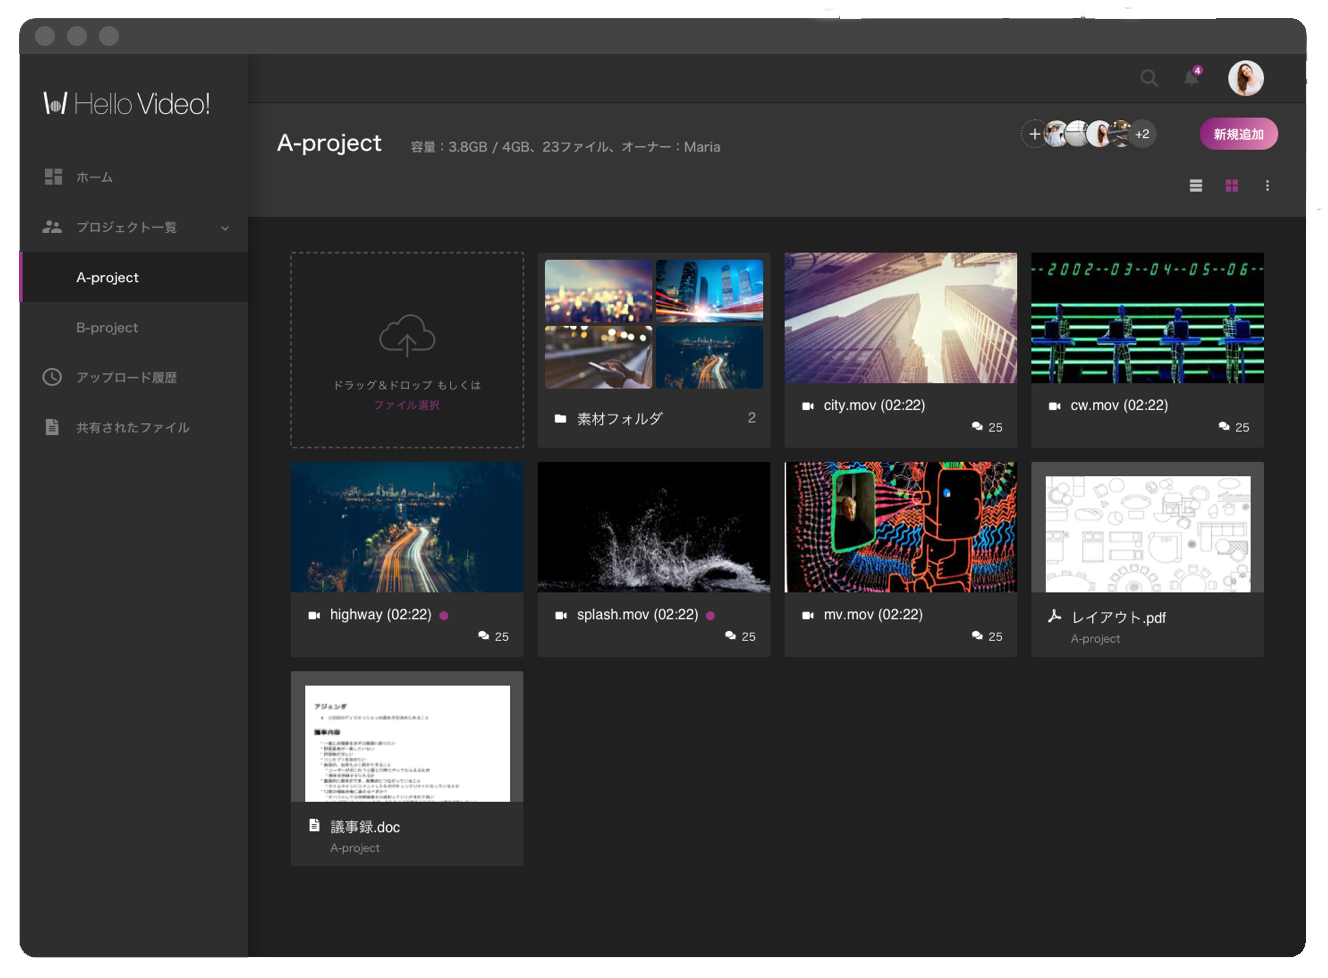 Hello Video!
4
A-project
容量：3.8GB / 4GB、23ファイル、オーナー：Maria
+2
新規追加
ホーム
プロジェクト一覧
A-project
B-project
アップロード履歴
共有されたファイル
ドラッグ＆ドロップ もしくは
ファイル選択
素材フォルダ 2
city.mov (02:22)
25
--2002--03--04--05--06--
cw.mov (02:22)
25
highway (02:22)
25
splash.mov (02:22)
25
mv.mov (02:22)
25
レイアウト.pdf
A-project
アジェンダ
議事内容
議事録.doc
A-project